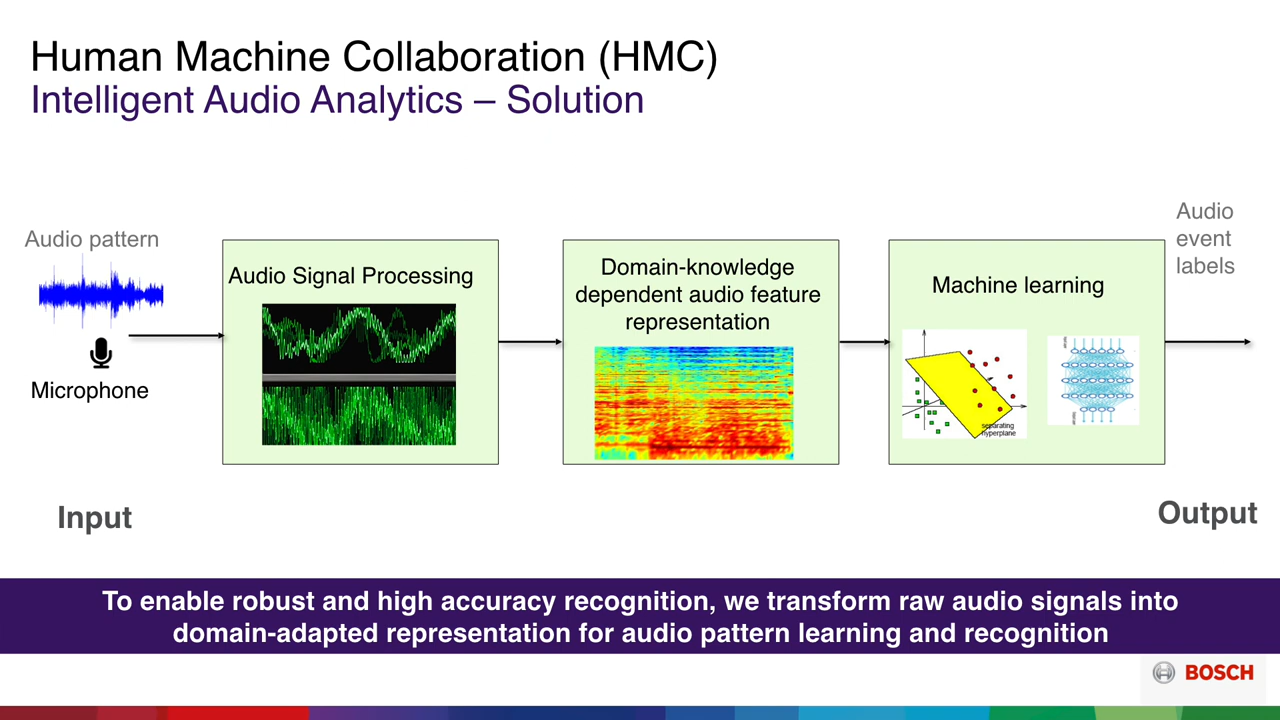 Human Machine Collaboration (HMC)
Intelligent Audio Analytics – Solution
Audio pattern
Microphone
Input
Audio Signal Processing
Domain-knowledge
dependent audio feature
representation
Machine learning
separating
hyperplane
Audio
event
labels
Output
To enable robust and high accuracy recognition, we transform raw audio signals into
domain-adapted representation for audio pattern learning and recognition
BOSCH